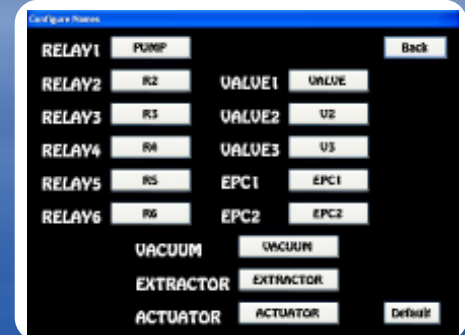 Configure Names
RELAY1 PUMP Back
RELAY2 R2 VALVE1 VALVE
RELAY3 R3 VALVE2 V2
RELAY4 R4 VALVE3 V3
RELAY5 R5 EPC1 EPC1
RELAY6 R6 EPC2 EPC2
VACUUM VACUUM
EXTRACTOR EXTRACTOR
ACTUATOR ACTUATOR Default